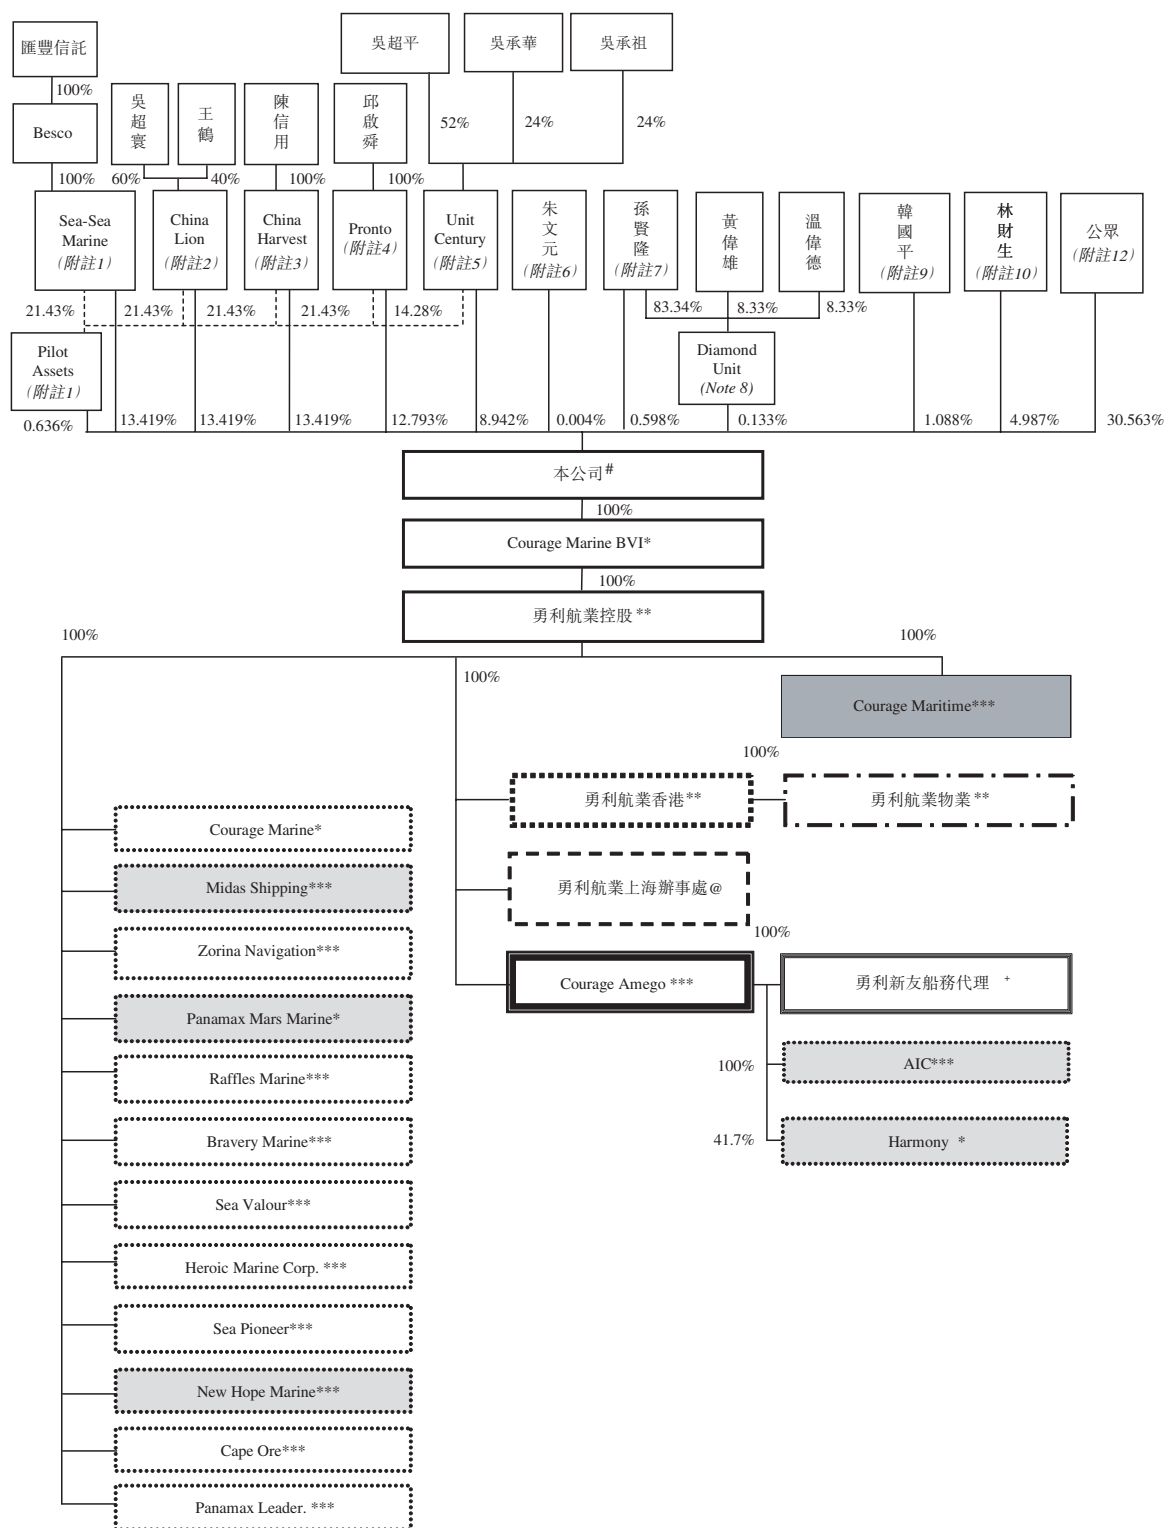 匯豐信託
吳超平
吳承華
吳承祖
100%
吳超寰
王鶴
陳信用
邱啟舜
Besco
52%
24%
24%
100%
60%
40%
100%
100%
Sea-Sea
Marine
(附註1)
China
Lion
(附註2)
China
Harvest
(附註3)
Pronto
(附註4)
Unit
Century
(附註5)
朱文元
(附註6)
孫賢隆
(附註7)
黃偉雄
溫偉德
韓國平
(附註9)
林財生
(附註10)
公眾
(附註12)
21.43%
21.43%
21.43%
21.43%
14.28%
83.34%
8.33%
8.33%
Pilot
Assets
(附註1)
Diamond
Unit
(Note 8)
0.636%
13.419%
13.419%
13.419%
12.793%
8.942%
0.004%
0.598%
0.133%
1.088%
4.987%
30.563%
本公司#
100%
Courage Marine BVI*
100%
勇利航業控股**
100%
100%
100%
Courage Maritime***
100%
勇利航業香港**
勇利航業物業**
Courage Marine*
勇利航業上海辦事處@
Midas Shipping***
100%
Zorina Navigation***
Courage Amego ***
勇利新友船務代理 +
Panamax Mars Marine*
100%
AIC***
Raffles Marine***
41.7%
Harmony *
Bravery Marine***
Sea Valour***
Heroic Marine Corp. ***
Sea Pioneer***
New Hope Marine***
Cape Ore***
Panamax Leader. ***